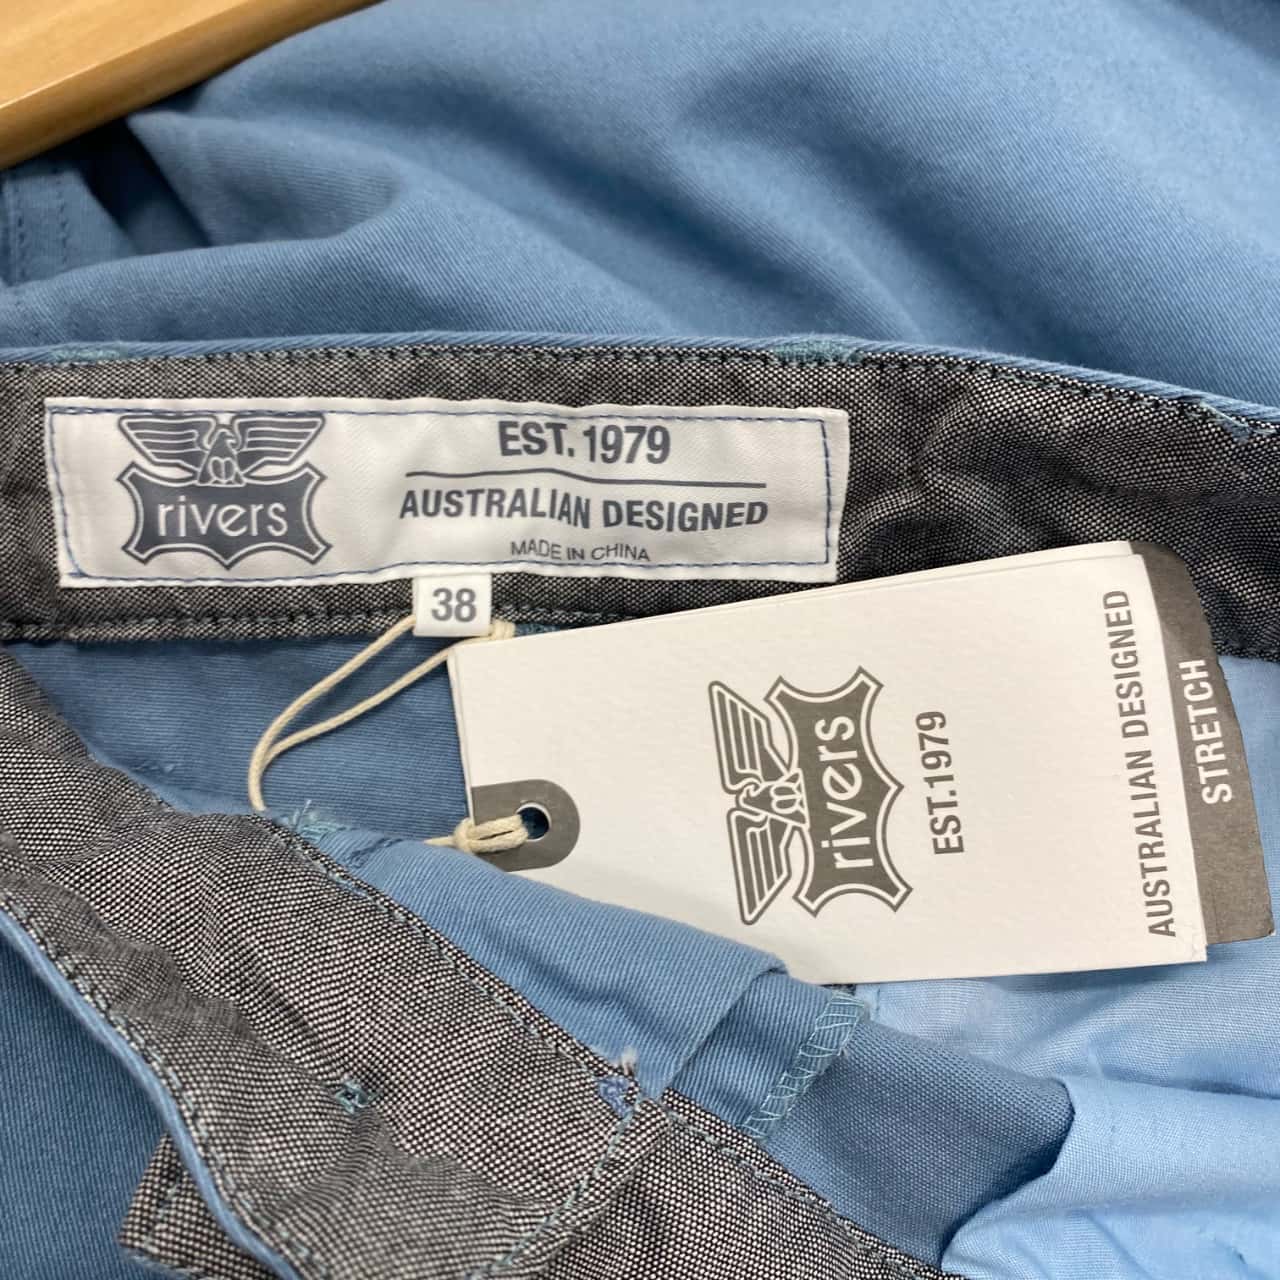 rivers
EST. 1979
AUSTRALIAN DESIGNED
MADE IN CHINA
38
rivers
EST.1979
AUSTRALIAN DESIGNED
STRETCH